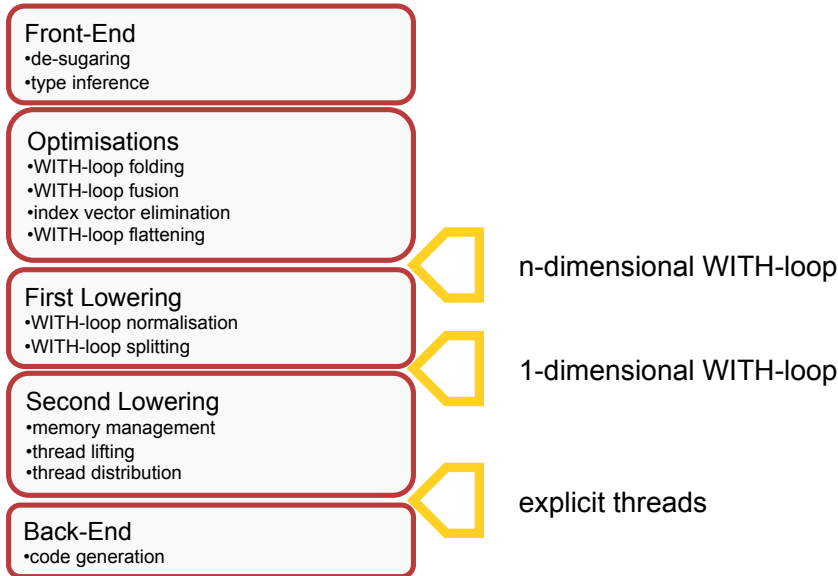 Front-End
•de-sugaring
•type inference
Optimisations
•WITH-loop folding
•WITH-loop fusion
•index vector elimination
•WITH-loop flattening
n-dimensional WITH-loop
First Lowering
•WITH-loop normalisation
•WITH-loop splitting
1-dimensional WITH-loop
Second Lowering
•memory management
•thread lifting
•thread distribution
explicit threads
Back-End
•code generation